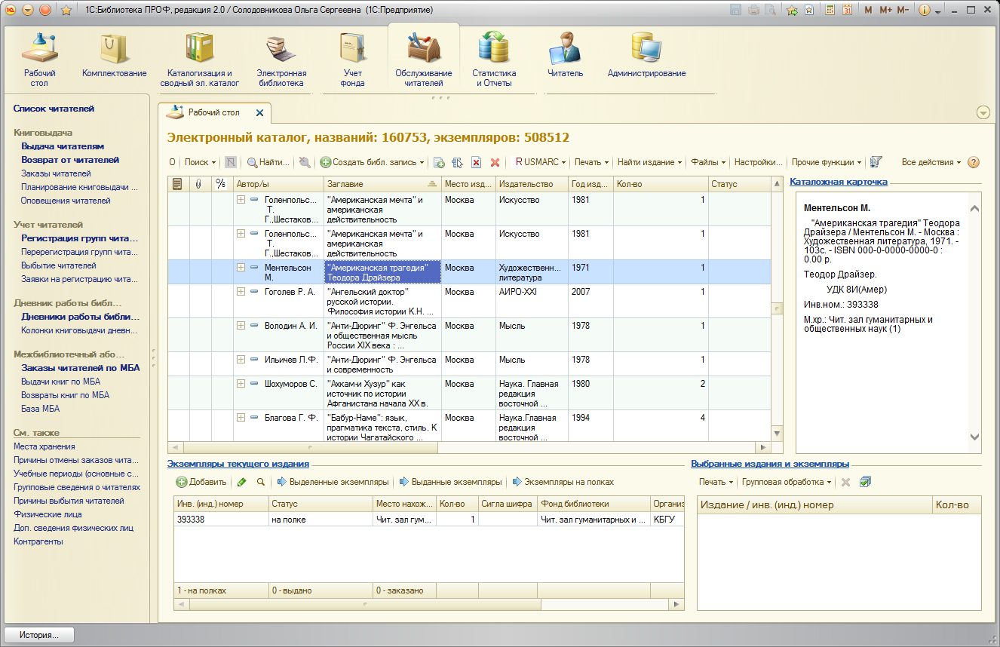 1С:Библиотека ПРОФ, редакция 2.0 / Солодовникова Ольга Сергеевна (1С:Предприятие)
31 M M+ M-
Рабочий
стол
Комплектование
Каталогизация и
сводный эл. каталог
Электронная
библиотека
Учет
фонда
Обслуживание
читателей
Статистика
и Отчеты
Читатель
Администрирование
Список читателей
Книговыдача
Выдача читателям
Возврат от читателей
Заказы читателей
Планирование книговыдачи ...
Оповещения читателей
Учет читателей
Регистрация групп чита...
Перерегистрация групп чита...
Выбытие читателей
Заявки на регистрацию чита...
Дневник работы библ...
Дневники работы библи...
Колонки книговыдачи дневн...
Межбиблиотечный або...
Заказы читателей по МБА
Выдачи книг по МБА
Возвраты книг по МБА
База МБА
См. также
Места хранения
Причины отмены заказов чита...
Учебные периоды (основные с...
Групповые сведения о читателях
Причины выбытия читателей
Физические лица
Доп. сведения физических лиц
Контрагенты
Рабочий стол
Электронный каталог, названий: 160753, экземпляров: 508512
О Поиск N Найти... Создать библ. запись R USMARC Печать Найти издание Файлы Настройки... Прочие функции Все действия ?
Автор/ы Заглавие Место изд... Издательство Год изд... Кол-во Статус
Голенпольс... "Американская мечта" и Москва Искусство 1981 1
Т. американская
Г.,Шестаков... действительность
Голенпольс... "Американская мечта" и Москва Искусство 1981 1
Т. американская
Г.,Шестаков... действительность
Ментельсон "Американская трагедия" Москва Художественн... 1971 1
М. Теодора Драйзера литература
Гоголев Р. А. "Ангельский доктор" Москва АИРО-XXI 2007 1
русской истории.
Философия истории К.Н. ...
Володин А. И. "Анти-Дюринг" Ф. Энгельса Москва Мысль 1978 1
и общественная мысль
России XIX века : ...
Ильичев Л.Ф. "Анти-Дюринг" Ф. Энгельса Москва Мысль 1978 1
и современность
Шохуморов С. "Ахкам-и Хузур" как Москва Наука. Главная 1980 2
источник по истории редакция
Афганистана начала XX в. восточной ...
Благова Г. Ф. "Бабур-Наме": язык, Москва Наука.Главная 1994 4
прагматика текста, стиль. К редакция
истории Чагатайского ... восточной ...
Каталожная карточка
Ментельсон М.
"Американская трагедия" Теодора
Драйзера / Ментельсон М. - Москва :
Художественная литература, 1971. -
103с. - ISBN 000-0-0000-0000-0 :
0.00 р.
Теодор Драйзер.
УДК 8И(Амер)
Инв.ном.: 393338
М.хр.: Чит. зал гуманитарных и
общественных наук (1)
Экземпляры текущего издания
Добавить Выделенные экземпляры Выданные экземпляры Экземпляры на полках
Инв. (инд.) номер Статус Место нахож... Кол-во Сигла шифра Фонд библиотеки Организ
393338 на полке Чит. зал гум... 1 Чит. зал гуманитарных и ... КБГУ
1 - на полках 0 - выдано 0 - заказано
Выбранные издания и экземпляры
Печать Групповая обработка
Издание / инв. (инд.) номер Кол-во
История...